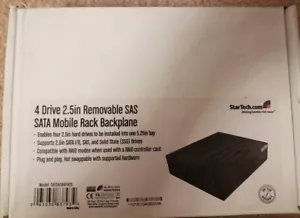 StarTech.com
4 Drive 2.5in Removable SAS
SATA Mobile Rack Backplane
- Enables four 2.5in hard drives to be installed into one 5.25in bay
- Supports 2.5in SATA I/II, SAS, and Solid State (SSD) Drives
- Compatible with RAID modes when used with a RAID controller card
- Plug and play, Hot swappable with supported hardware
Model: